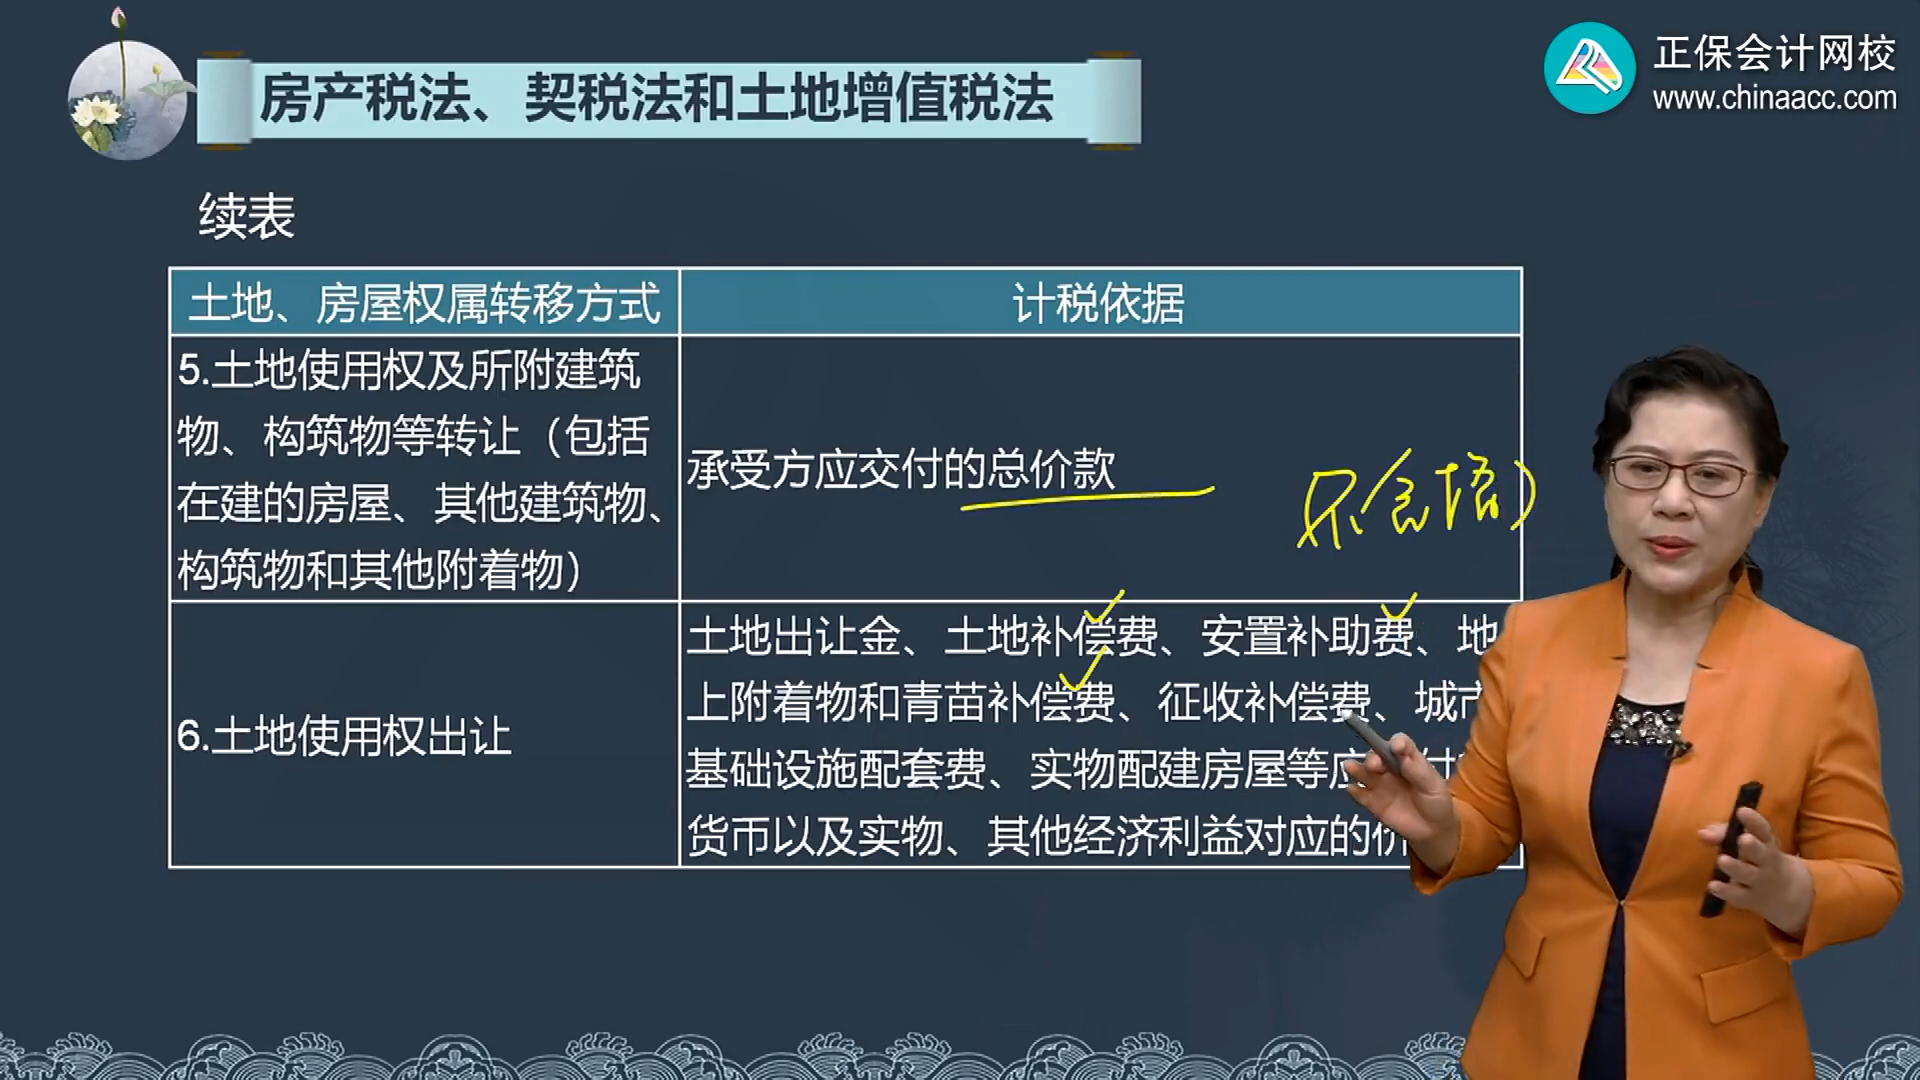 房产税法、契税法和土地增值税法
正保会计网校
www.chinaacc.com
续表
土地、房屋权属转移方式
计税依据
5.土地使用权及所附建筑
物、构筑物等转让（包括
在建的房屋、其他建筑物、
构筑物和其他附着物）
承受方应交付的总价款
不含增
6.土地使用权出让
土地出让金、土地补偿费、安置补助费、地
上附着物和青苗补偿费、征收补偿费、城市
基础设施配套费、实物配建房屋等应
货币以及实物、其他经济利益对应的价